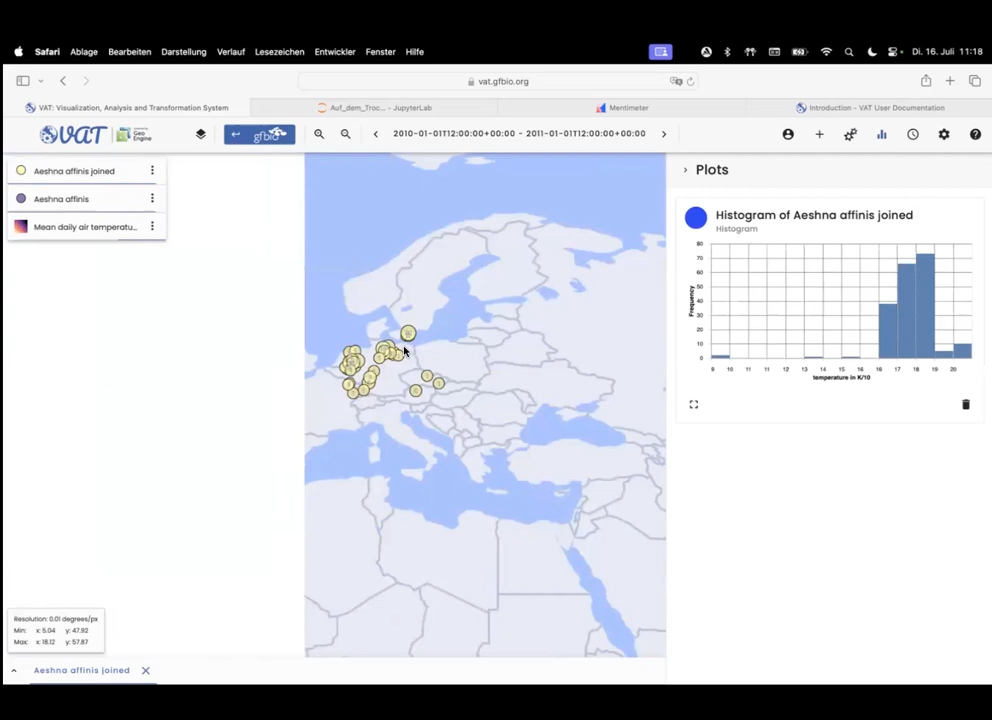 Safari Ablage Bearbeiten Darstellung Verlauf Lesezeichen Entwickler Fenster Hilfe Di. 16. Juli 11:18
vat.gfbio.org
VAT: Visualization, Analysis and Transformation System Auf_dem_Troc... - JupyterLab Mentimeter Introduction - VAT User Documentation
VAT Geo Engine gfbio 2010-01-01T12:00:00+00:00 - 2011-01-01T12:00:00+00:00
Aeshna affinis joined
Aeshna affinis
Mean daily air temperatu...
Plots
Histogram of Aeshna affinis joined
Histogram
80
70
60
50
40
30
20
10
0
Frequency
9 10 11 12 13 14 15 16 17 18 19 20
temperature in K/10
Resolution: 0.01 degrees/px
Min: x: 5.04 y: 47.92
Max: x: 18.12 y: 57.87
Aeshna affinis joined